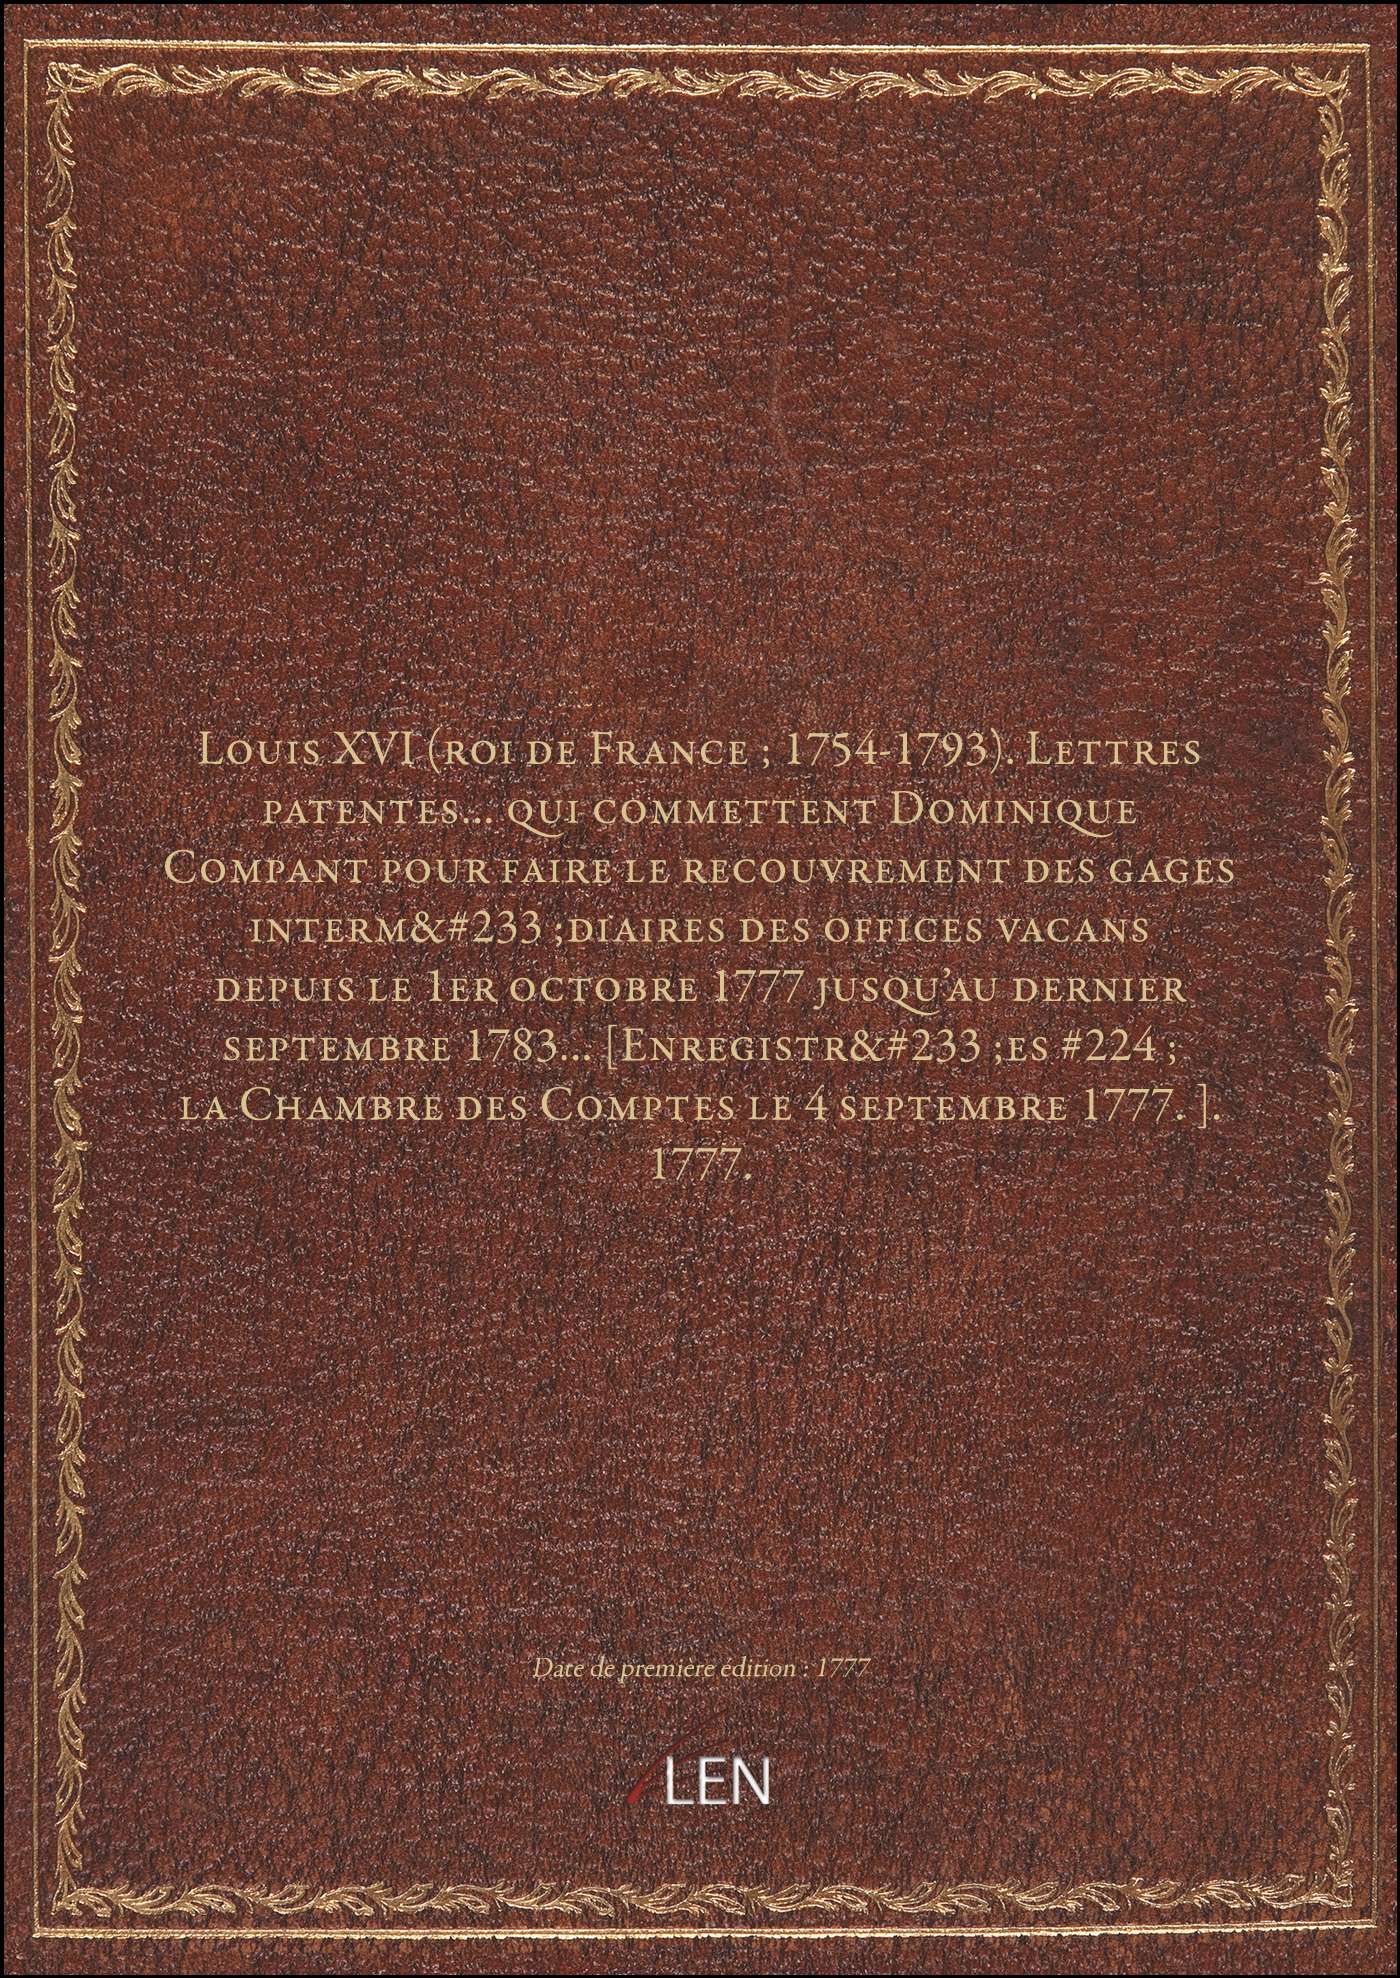 Louis XVI (roi de France ; 1754-1793). Lettres
patentes... qui commettent Dominique
Compant pour faire le recouvrement des gages
interm&#233 ;diaires des offices vacans
depuis le 1er octobre 1777 jusqu'au dernier
septembre 1783... [Enregistr&#233 ;es #224 ;
la Chambre des Comptes le 4 septembre 1777. ].
1777.
Date de première édition : 1777
LEN